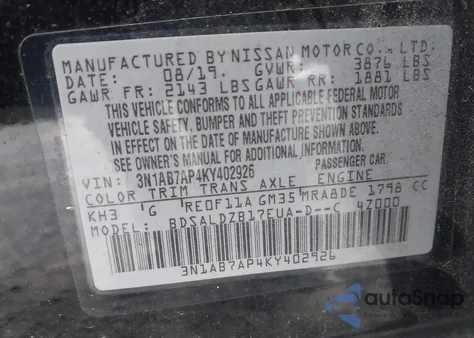 MANUFACTURED BY NISSAN MOTOR CO., LTD.
DATE: 08/19. GVWR: 3876 LBS
GAWR FR: 2143 LBS GAWR RR: 1881 LBS
THIS VEHICLE CONFORMS TO ALL APPLICABLE FEDERAL MOTOR
VEHICLE SAFETY, BUMPER AND THEFT PREVENTION STANDARDS
IN EFFECT ON THE DATE OF MANUFACTURE SHOWN ABOVE.
SEE OWNER'S MANUAL FOR ADDITIONAL INFORMATION.
VIN: 3N1AB7AP4KY402926 PASSENGER CAR
COLOR TRIM TRANS AXLE ENGINE
KH3 G RE0F11A GM35 MRA8DE 1798 CC
MODEL: BDSALDZB17EUA-D--C 4Z000
3N1AB7AP4KY402926
autoSnap